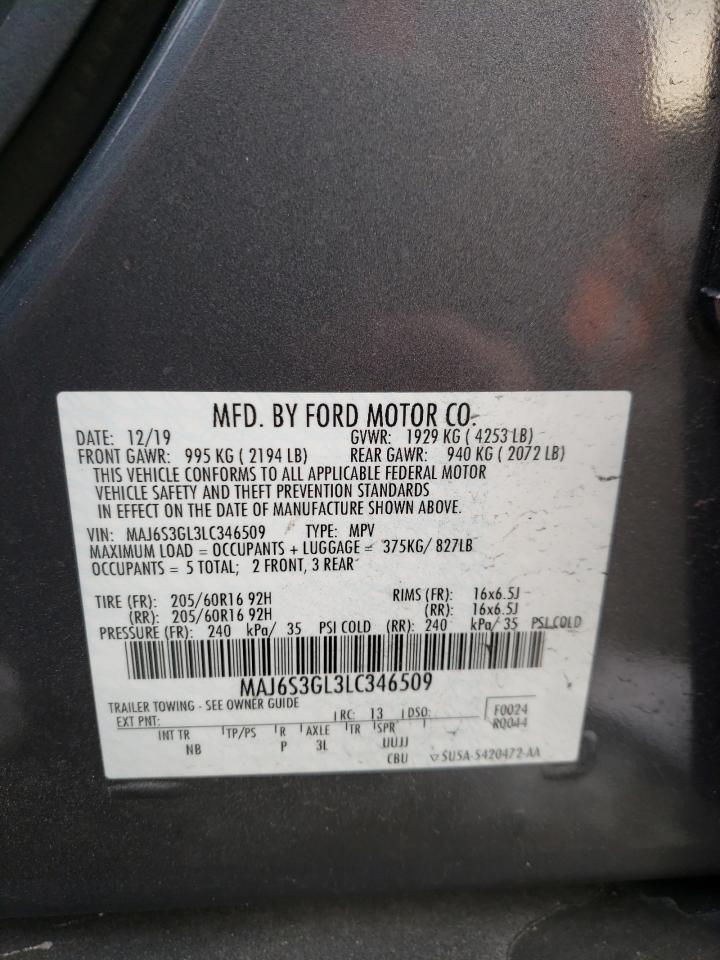 MFD. BY FORD MOTOR CO.
DATE: 12/19 GVWR: 1929 KG ( 4253 LB)
FRONT GAWR: 995 KG ( 2194 LB) REAR GAWR: 940 KG ( 2072 LB)
THIS VEHICLE CONFORMS TO ALL APPLICABLE FEDERAL MOTOR
VEHICLE SAFETY AND THEFT PREVENTION STANDARDS
IN EFFECT ON THE DATE OF MANUFACTURE SHOWN ABOVE.
VIN: MAJ6S3GL3LC346509 TYPE: MPV
MAXIMUM LOAD = OCCUPANTS + LUGGAGE = 375KG/ 827LB
OCCUPANTS = 5 TOTAL; 2 FRONT, 3 REAR
TIRE (FR): 205/60R16 92H RIMS (FR): 16x6.5J
(RR): 205/60R16 92H (RR): 16x6.5J
PRESSURE (FR): 240 kPa/ 35 PSI COLD (RR): 240 kPa/ 35 PSI COLD
MAJ6S3GL3LC346509
TRAILER TOWING - SEE OWNER GUIDE
EXT PNT: RC: 13 DSO: F0024
R0044
INT TR TP/PS R AXLE TR SPR
NB P 3L UUJJ
CBU SU5A-5420472-AA